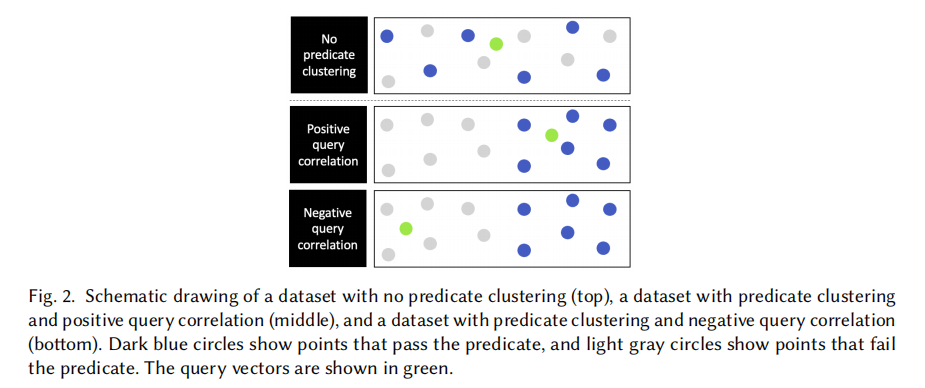 No
predicate
clustering
Positive
query
correlation
Negative
query
correlation
Fig. 2. Schematic drawing of a dataset with no predicate clustering (top), a dataset with predicate clustering
and positive query correlation (middle), and a dataset with predicate clustering and negative query correlation
(bottom). Dark blue circles show points that pass the predicate, and light gray circles show points that fail
the predicate. The query vectors are shown in green.